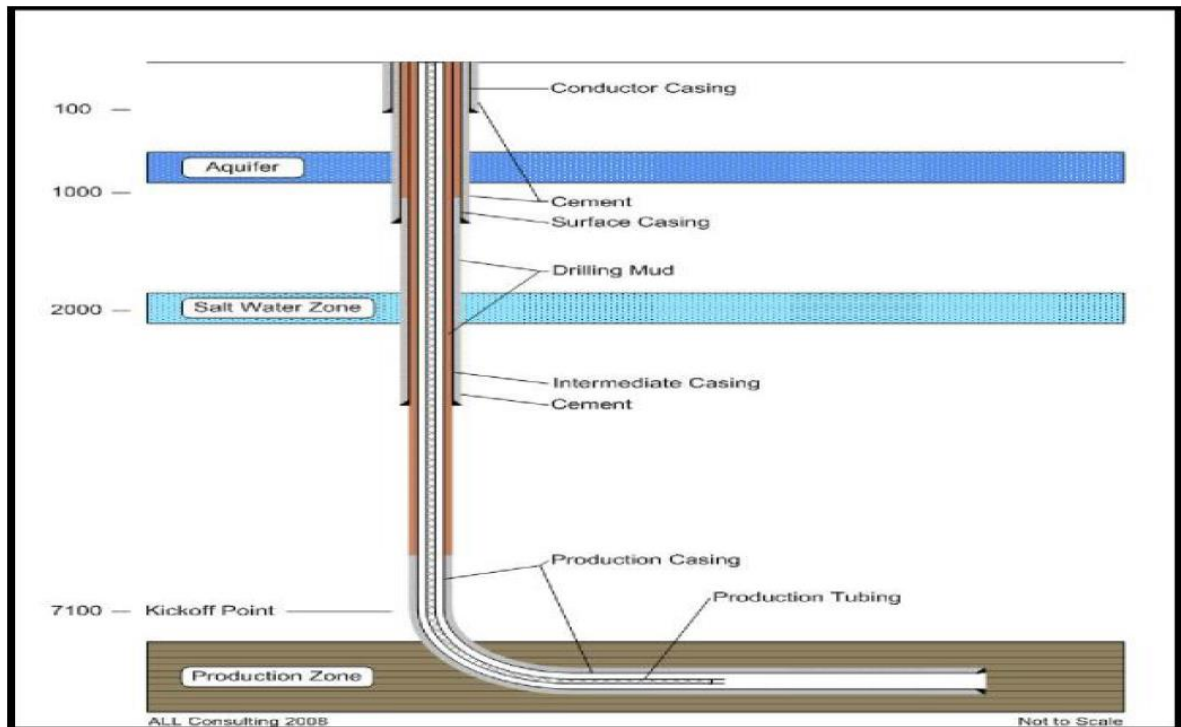 Conductor Casing
100
Aquifer
1000
Cement
Surface Casing
Drilling Mud
2000
Salt Water Zone
Intermediate Casing
Cement
Production Casing
Production Tubing
7100
Kickoff Point
Production Zone
ALL Consulting 2008
Not to Scale